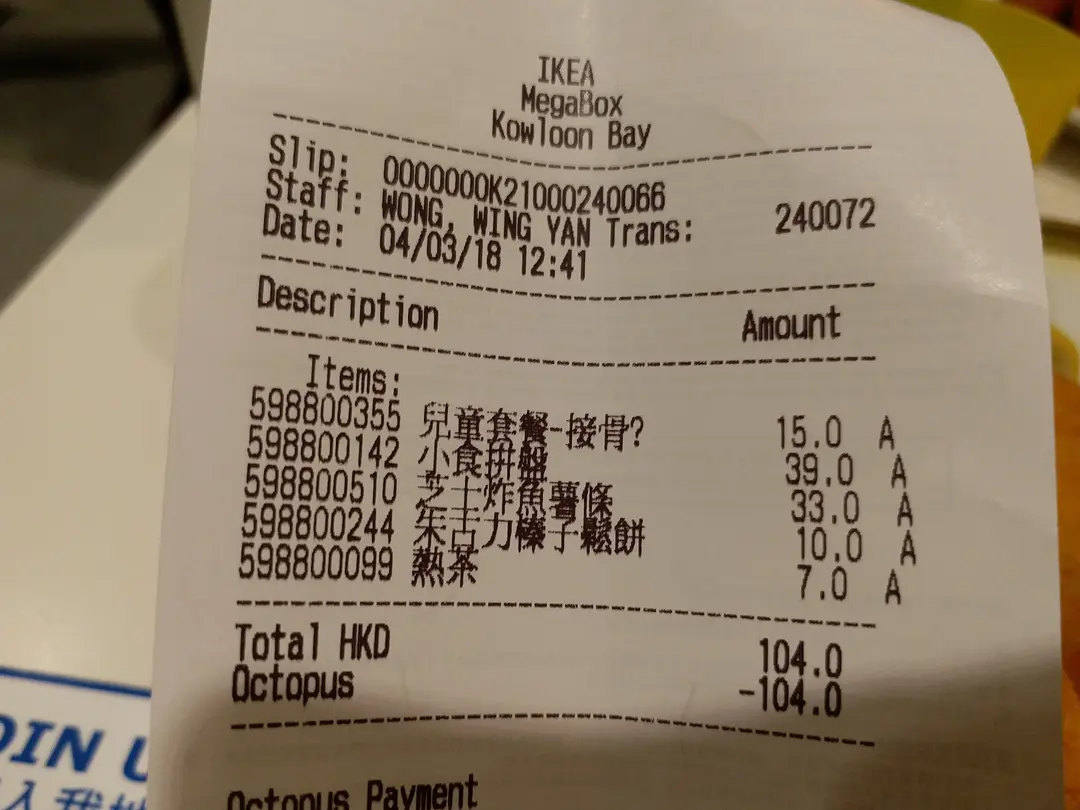 IKEA
MegaBox
Kowloon Bay
Slip: 0000000K21000240066
Staff: WONG, WING YAN Trans: 240072
Date: 04/03/18 12:41
Description Amount
Items:
598800355 兒童套餐-接骨? 15.0 A
598800142 小食拼盤 39.0 A
598800510 芝士炸魚薯條 33.0 A
598800244 朱古力榛子鬆餅 10.0 A
598800099 熱茶 7.0 A
Total HKD 104.0
Octopus -104.0
Octopus Payment
OIN U